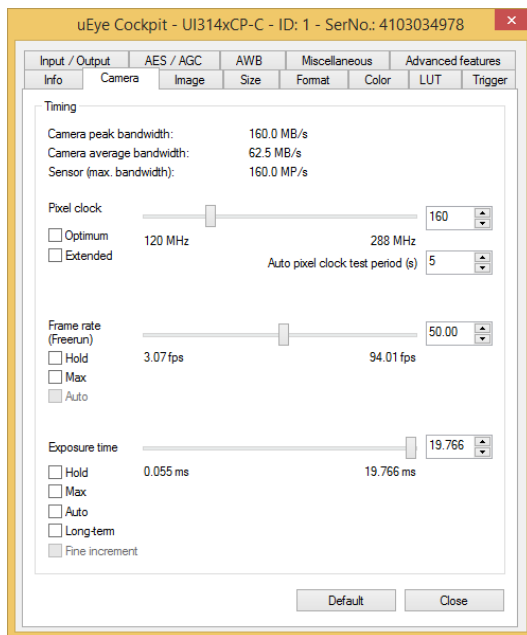 uEye Cockpit - UI314xCP-C - ID: 1 - SerNo.: 4103034978
Input / Output AES / AGC AWB Miscellaneous Advanced features
Info Camera Image Size Format Color LUT Trigger
Timing
Camera peak bandwidth: 160.0 MB/s
Camera average bandwidth: 62.5 MB/s
Sensor (max. bandwidth): 160.0 MP/s
Pixel clock 160
Optimum 120 MHz 288 MHz
Extended Auto pixel clock test period (s) 5
Frame rate 50.00
(Freerun)
Hold 3.07 fps 94.01 fps
Max
Auto
Exposure time 19.766
Hold 0.055 ms 19.766 ms
Max
Auto
Long-term
Fine increment
Default Close